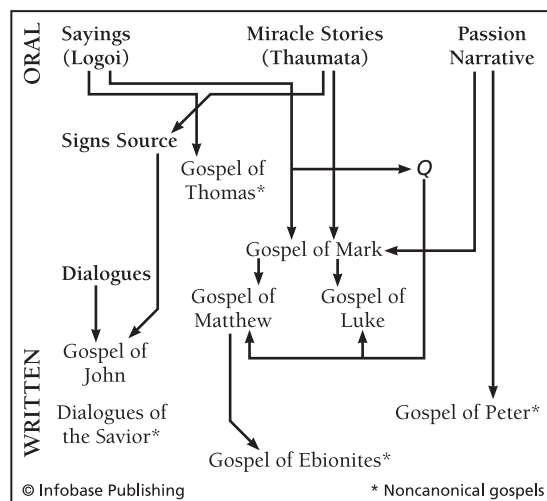 ORAL
Sayings
(Logoi)
Miracle Stories
(Thaumata)
Passion
Narrative
Signs Source
Gospel of
Thomas*
Q
Gospel of Mark
Dialogues
Gospel of
Matthew
Gospel of
Luke
Gospel of
John
WRITTEN
Dialogues of
the Savior*
Gospel of Peter*
Gospel of Ebionites*
© Infobase Publishing
* Noncanonical gospels